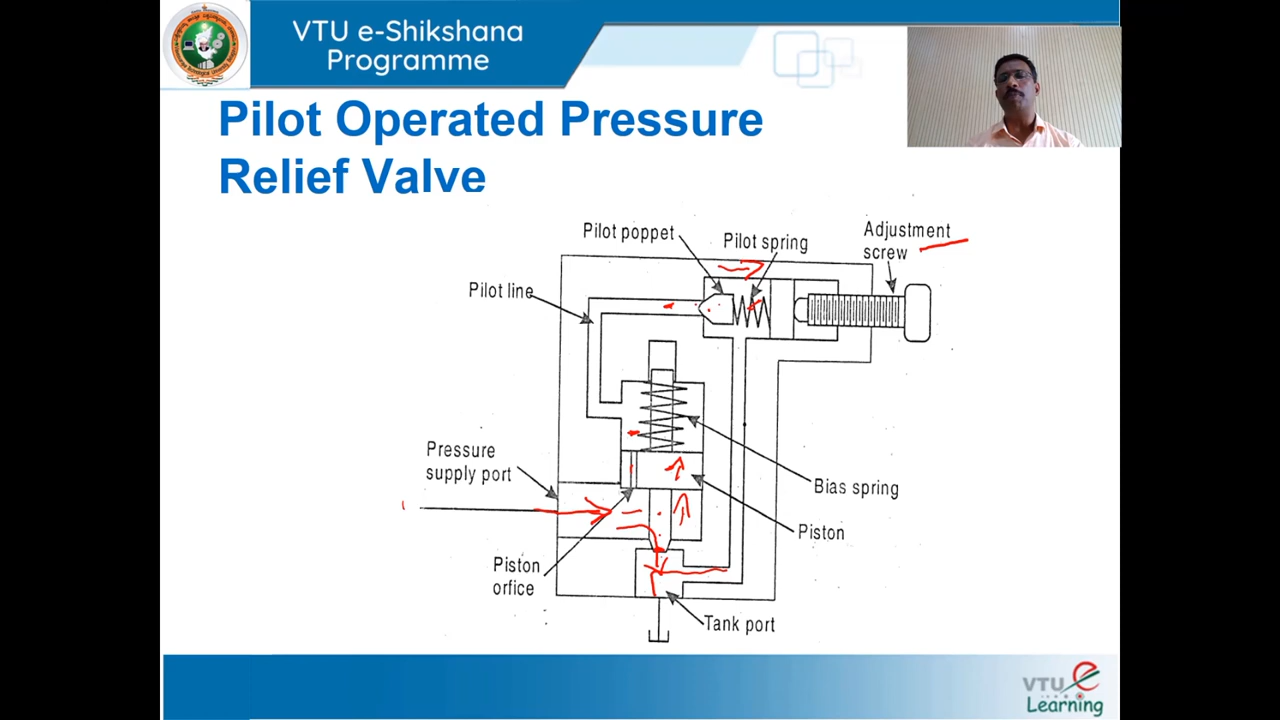 VTU e-Shikshana
Programme
Pilot Operated Pressure
Relief Valve
Pilot poppet
Pilot spring
Adjustment
screw
Pilot line
Pressure
supply port
Bias spring
Piston
Piston
orfice
Tank port
VTU e
Learning